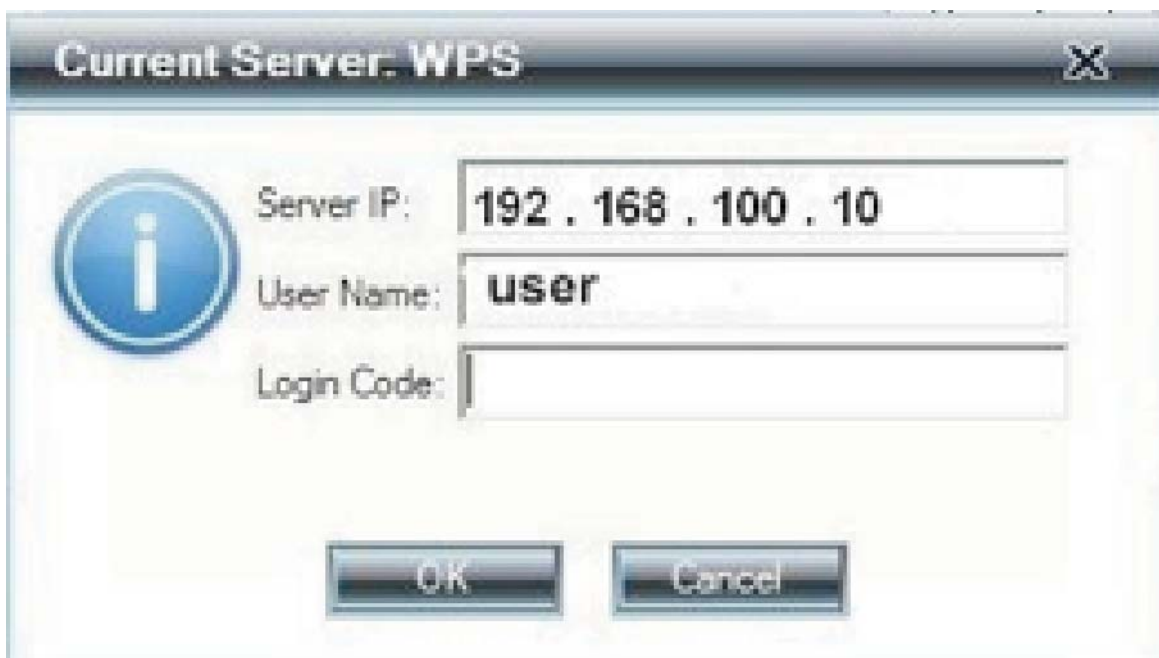 Current Server: WPS
Server IP: 192 . 168 . 100 . 10
User Name: user
Login Code:
OK Cancel